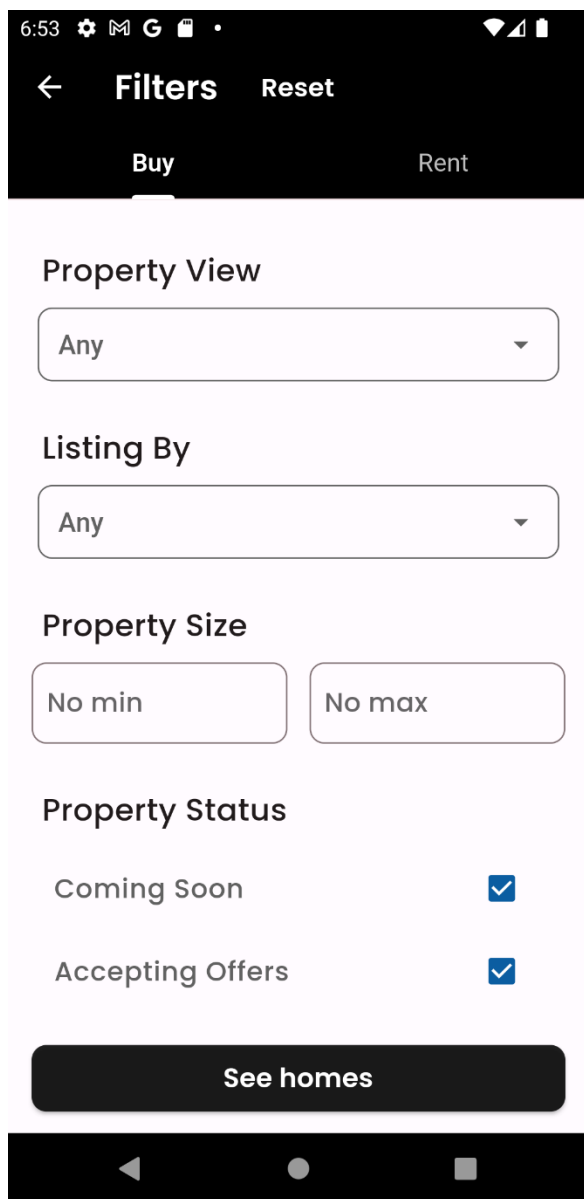 6:53
Filters Reset
Buy Rent
Property View
Any
Listing By
Any
Property Size
No min No max
Property Status
Coming Soon
Accepting Offers
See homes